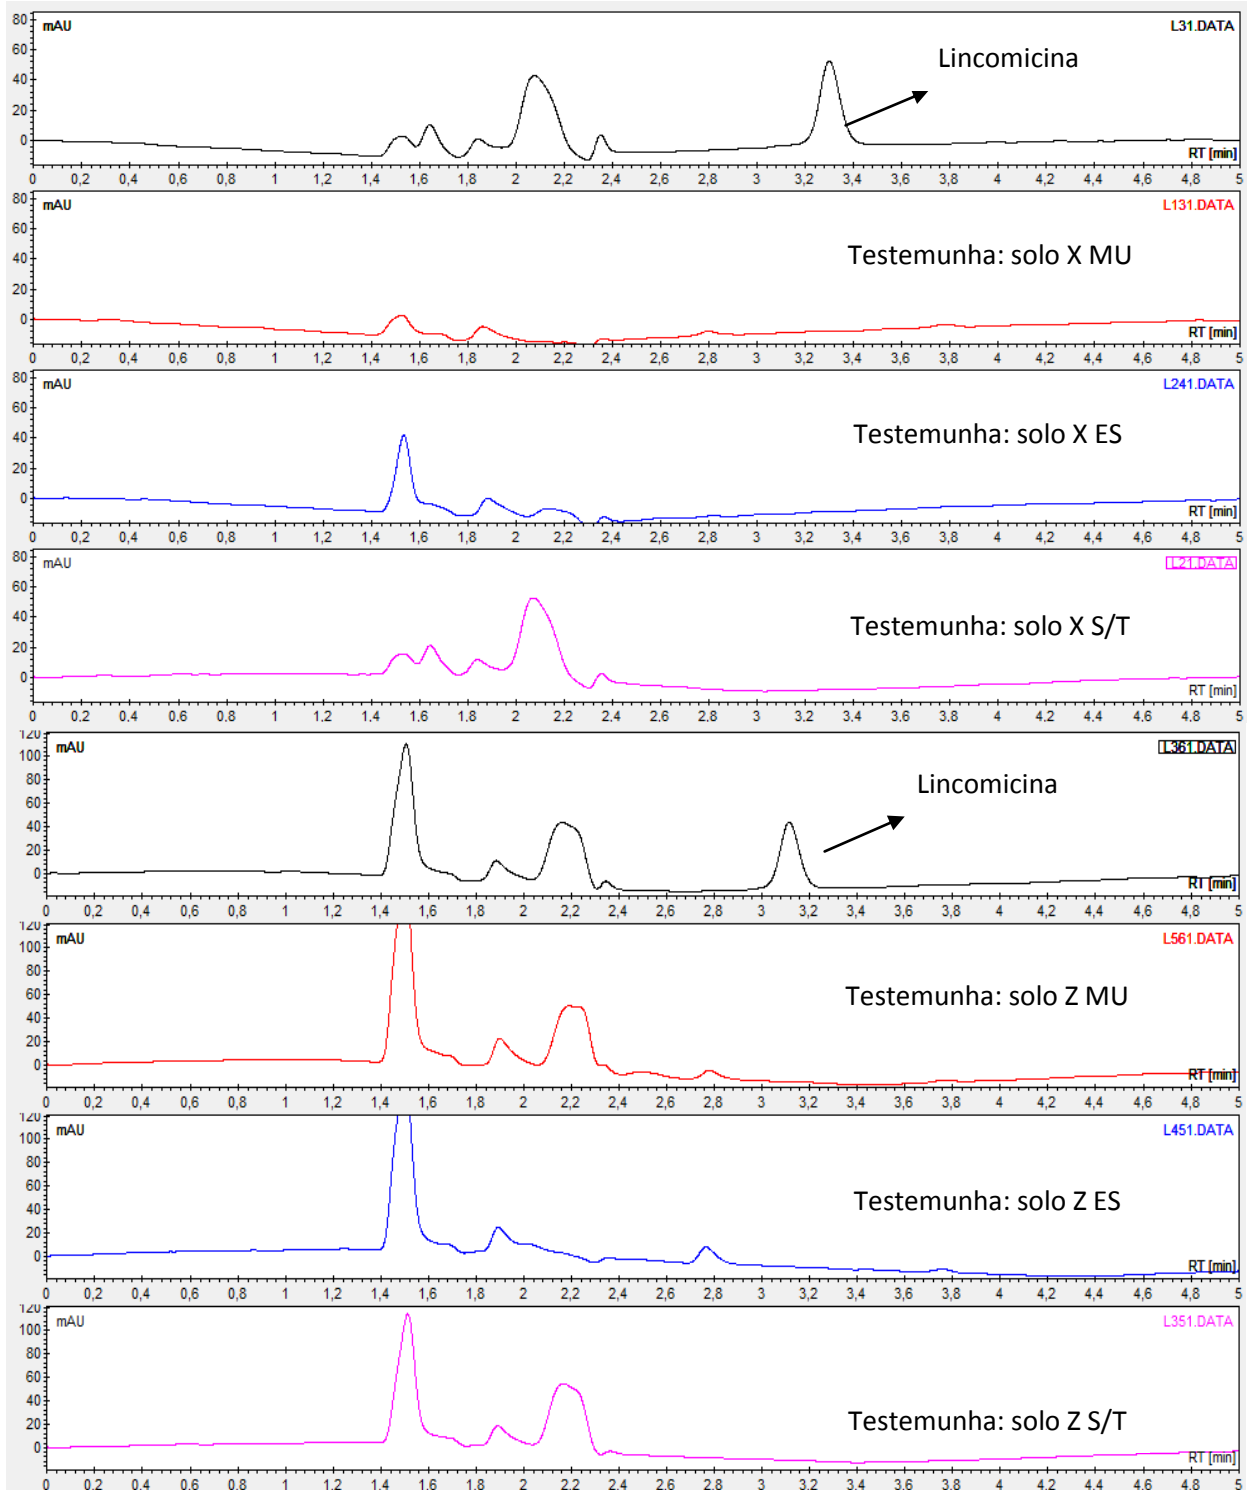 80
mAU
L31.DATA
60
Lincomicina
40
20
0
RT [min]
0 0,2 0,4 0,6 0,8 1 1,2 1,4 1,6 1,8 2 2,2 2,4 2,6 2,8 3 3,2 3,4 3,6 3,8 4 4,2 4,4 4,6 4,8 5
80
mAU
L131.DATA
60
Testemunha: solo X MU
40
20
0
RT [min]
0 0,2 0,4 0,6 0,8 1 1,2 1,4 1,6 1,8 2 2,2 2,4 2,6 2,8 3 3,2 3,4 3,6 3,8 4 4,2 4,4 4,6 4,8 5
80
mAU
L241.DATA
60
Testemunha: solo X ES
40
20
0
RT [min]
0 0,2 0,4 0,6 0,8 1 1,2 1,4 1,6 1,8 2 2,2 2,4 2,6 2,8 3 3,2 3,4 3,6 3,8 4 4,2 4,4 4,6 4,8 5
80
mAU
L21.DATA
60
Testemunha: solo X S/T
40
20
0
RT [min]
0 0,2 0,4 0,6 0,8 1 1,2 1,4 1,6 1,8 2 2,2 2,4 2,6 2,8 3 3,2 3,4 3,6 3,8 4 4,2 4,4 4,6 4,8 5
120
mAU
L361.DATA
100
80
Lincomicina
60
40
20
0
RT [min]
0 0,2 0,4 0,6 0,8 1 1,2 1,4 1,6 1,8 2 2,2 2,4 2,6 2,8 3 3,2 3,4 3,6 3,8 4 4,2 4,4 4,6 4,8 5
120
mAU
L561.DATA
100
80
Testemunha: solo Z MU
60
40
20
0
RT [min]
0 0,2 0,4 0,6 0,8 1 1,2 1,4 1,6 1,8 2 2,2 2,4 2,6 2,8 3 3,2 3,4 3,6 3,8 4 4,2 4,4 4,6 4,8 5
120
mAU
L451.DATA
100
80
Testemunha: solo Z ES
60
40
20
0
RT [min]
0 0,2 0,4 0,6 0,8 1 1,2 1,4 1,6 1,8 2 2,2 2,4 2,6 2,8 3 3,2 3,4 3,6 3,8 4 4,2 4,4 4,6 4,8 5
120
mAU
L351.DATA
100
80
60
Testemunha: solo Z S/T
40
20
0
RT [min]
0 0,2 0,4 0,6 0,8 1 1,2 1,4 1,6 1,8 2 2,2 2,4 2,6 2,8 3 3,2 3,4 3,6 3,8 4 4,2 4,4 4,6 4,8 5